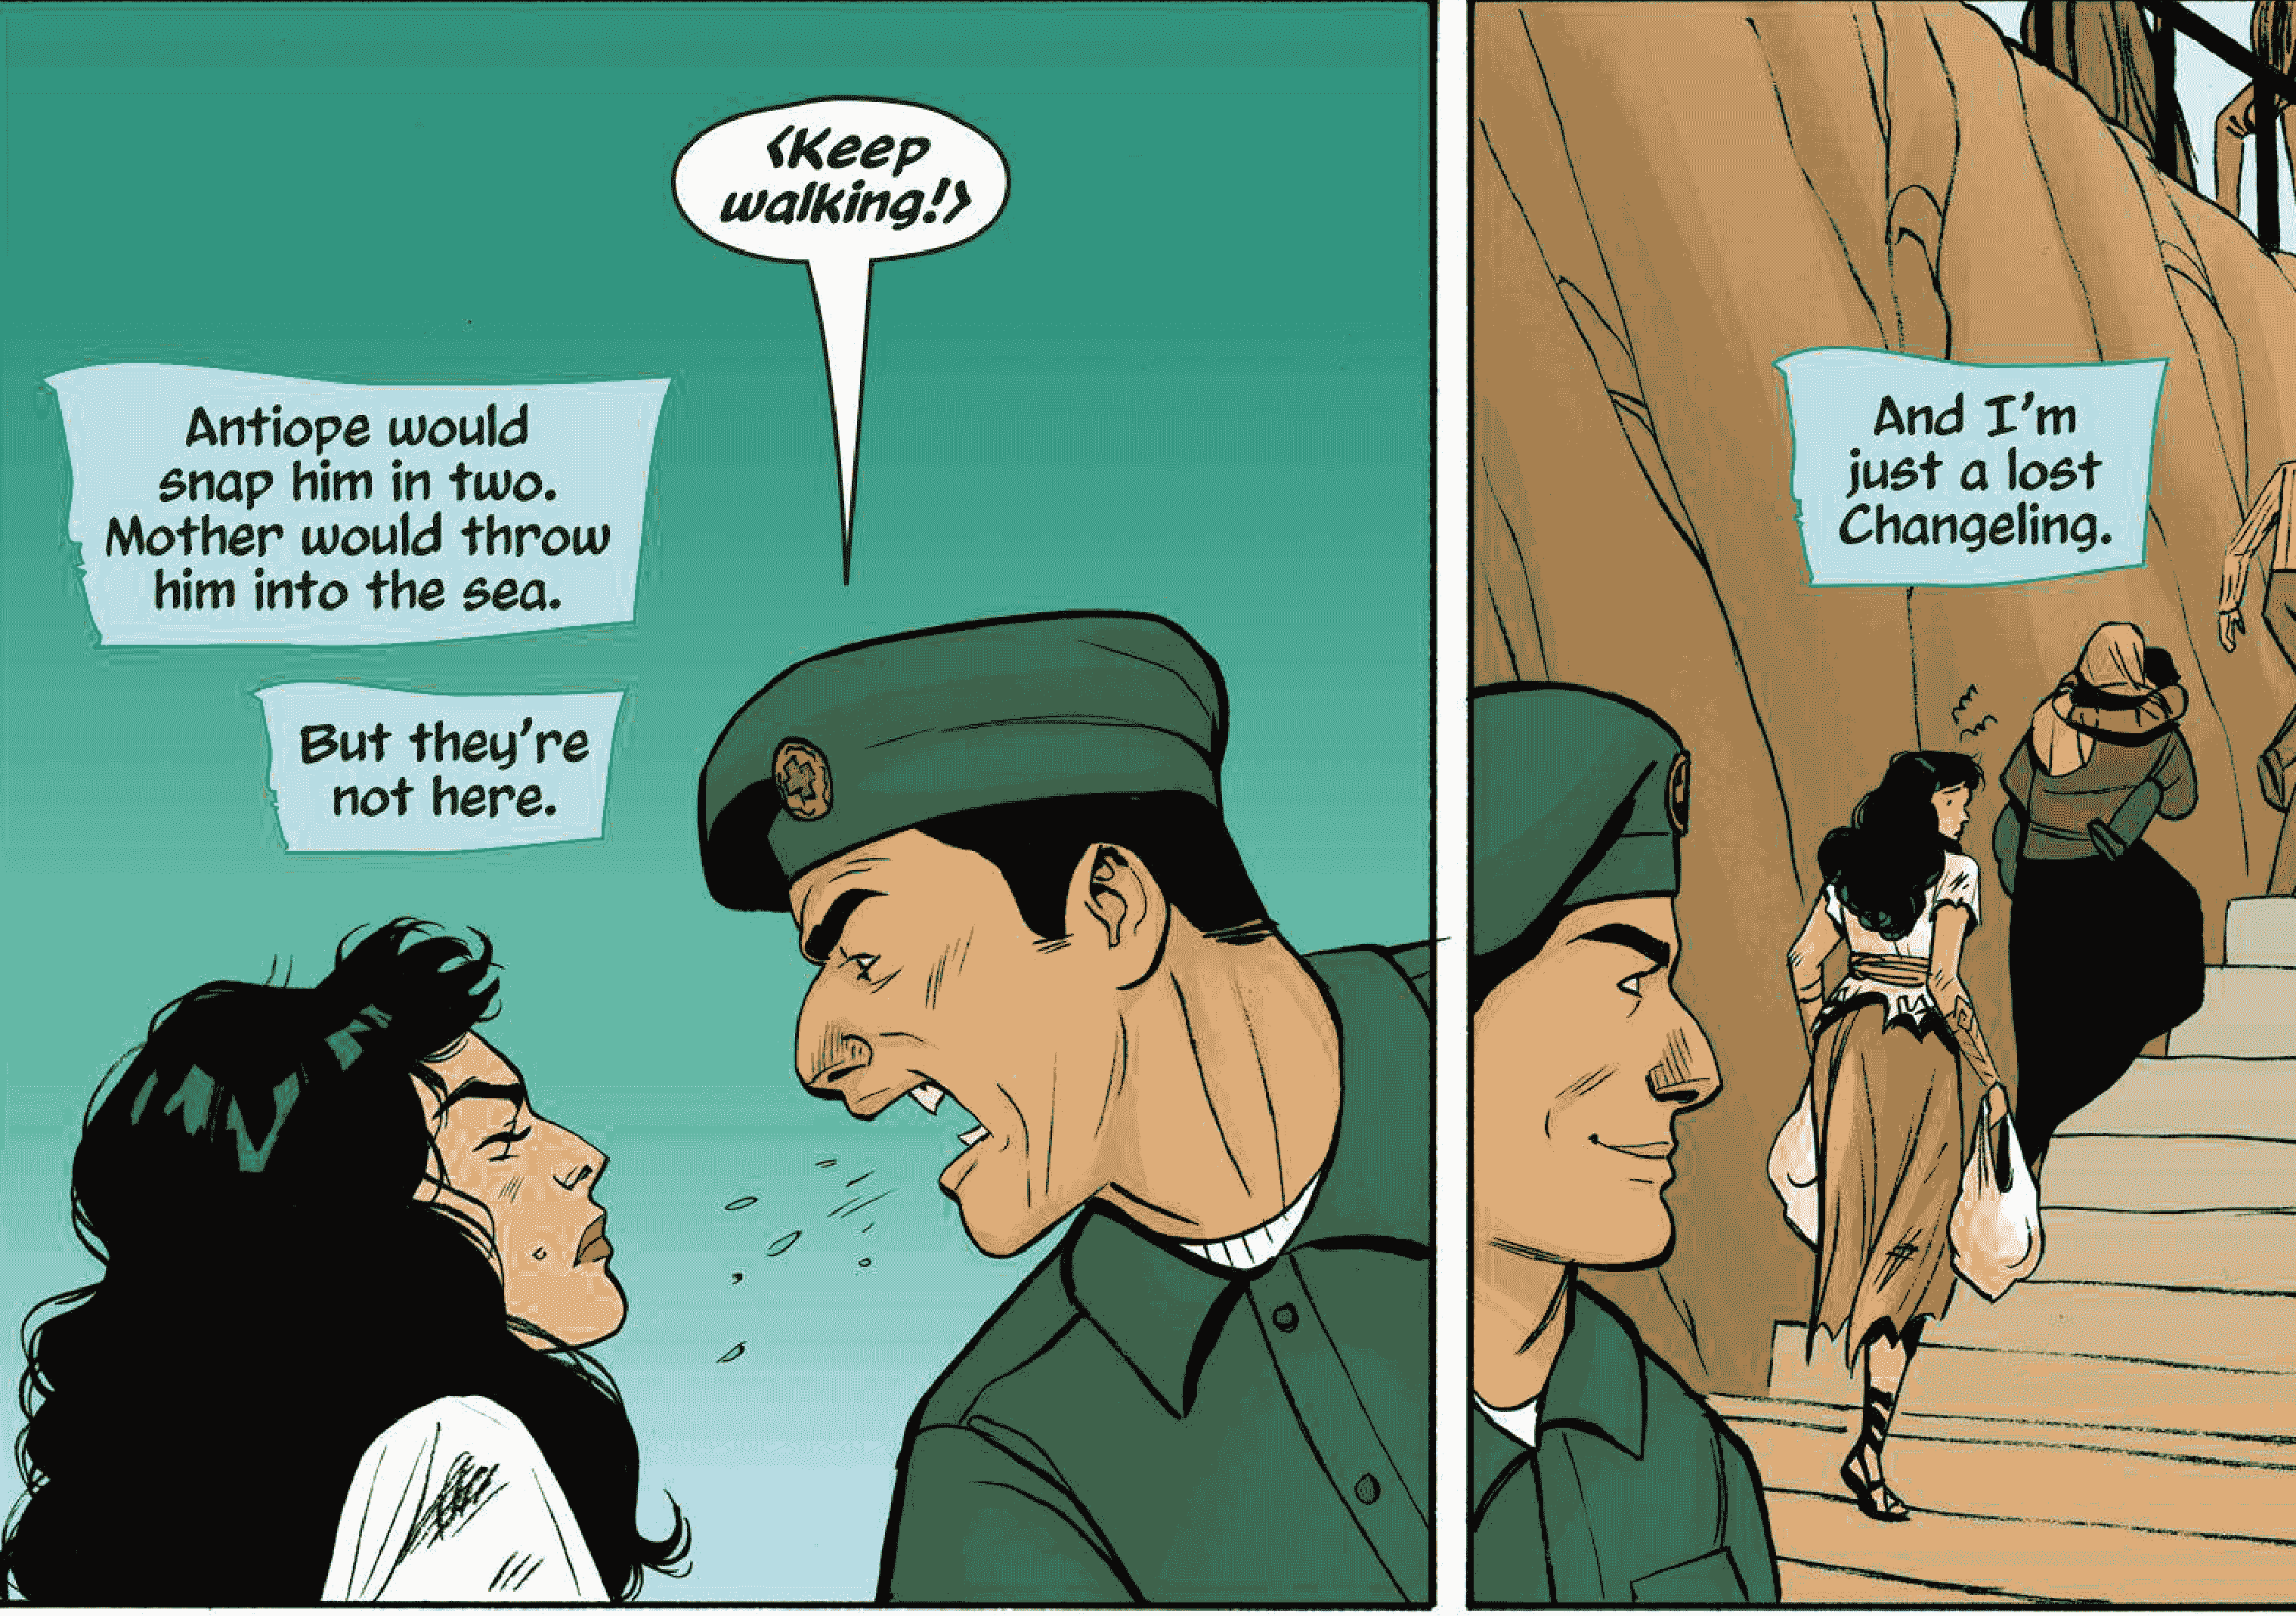 <Keep
walking!>
Antiope would
snap him in two.
Mother would throw
him into the sea.
But they're
not here.
And I'm
just a lost
Changeling.